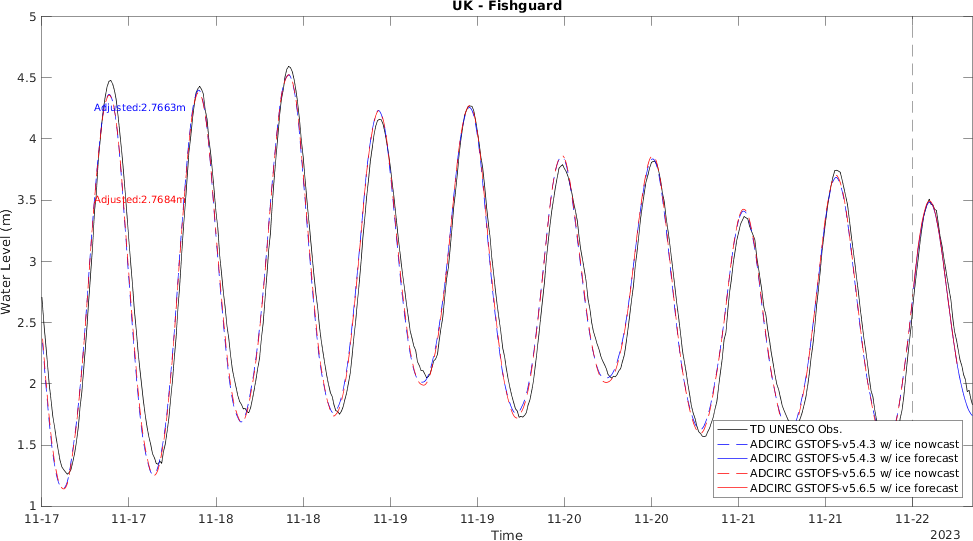 UK - Fishguard
5
4.5
4
3.5
3
2.5
2
1.5
1
Water Level (m)
Adjusted:2.7663m
Adjusted:2.7684m
TD UNESCO Obs.
ADCIRC GSTOFS-v5.4.3 w/ ice nowcast
ADCIRC GSTOFS-v5.4.3 w/ ice forecast
ADCIRC GSTOFS-v5.6.5 w/ ice nowcast
ADCIRC GSTOFS-v5.6.5 w/ ice forecast
11-17 11-17 11-18 11-18 11-19 11-19 11-20 11-20 11-21 11-21 11-22
Time
2023